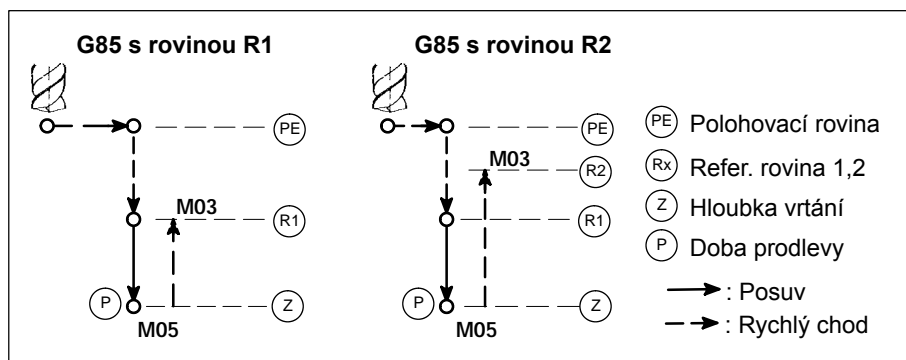 G85 s rovinou R1
G85 s rovinou R2
PE
PE
PE Polohovací rovina
M03
R2
Rx Refer. rovina 1,2
M03
R1
R1
Z Hloubka vrtání
P Doba prodlevy
P
Z
P
Z
: Posuv
M05
M05
: Rychlý chod